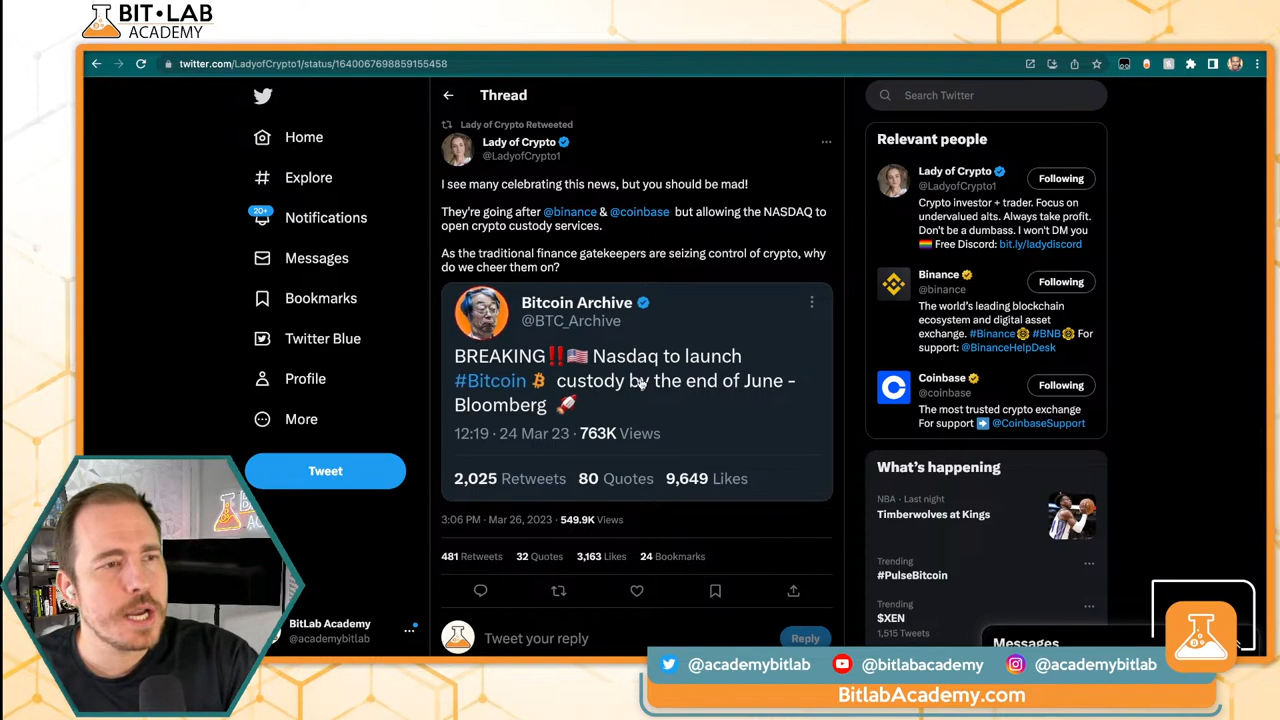 BIT•LAB
ACADEMY
twitter.com/LadyofCrypto1/status/1640067698859155458
Home
Explore
20+
Notifications
Messages
Bookmarks
Twitter Blue
Profile
More
Tweet
BitLab Academy
@academybitlab
Thread
Lady of Crypto Retweeted
Lady of Crypto
@LadyofCrypto1
I see many celebrating this news, but you should be mad!
They're going after @binance & @coinbase but allowing the NASDAQ to
open crypto custody services.
As the traditional finance gatekeepers are seizing control of crypto, why
do we cheer them on?
Bitcoin Archive
@BTC_Archive
BREAKING‼️🇺🇸 Nasdaq to launch
#Bitcoin custody by the end of June -
Bloomberg 🚀
12:19 · 24 Mar 23 · 763K Views
2,025 Retweets 80 Quotes 9,649 Likes
3:06 PM · Mar 26, 2023 · 549.9K Views
481 Retweets 32 Quotes 3,163 Likes 24 Bookmarks
Tweet your reply
Reply
Search Twitter
Relevant people
Lady of Crypto
@LadyofCrypto1
Following
Crypto investor + trader. Focus on
undervalued alts. Always take profit.
Don't be a dumbass. I won't DM you
🏳️‍🌈 Free Discord: bit.ly/ladydiscord
Binance
@binance
Following
The world's leading blockchain
ecosystem and digital asset
exchange. #Binance #BNB For
support: @BinanceHelpDesk
Coinbase
@coinbase
Following
The most trusted crypto exchange
For support ➡️ @CoinbaseSupport
What's happening
NBA · Last night
Timberwolves at Kings
Trending
#PulseBitcoin
Trending
$XEN
1,515 Tweets
Messages
@academybitlab @bitlabacademy @academybitlab
BitlabAcademy.com